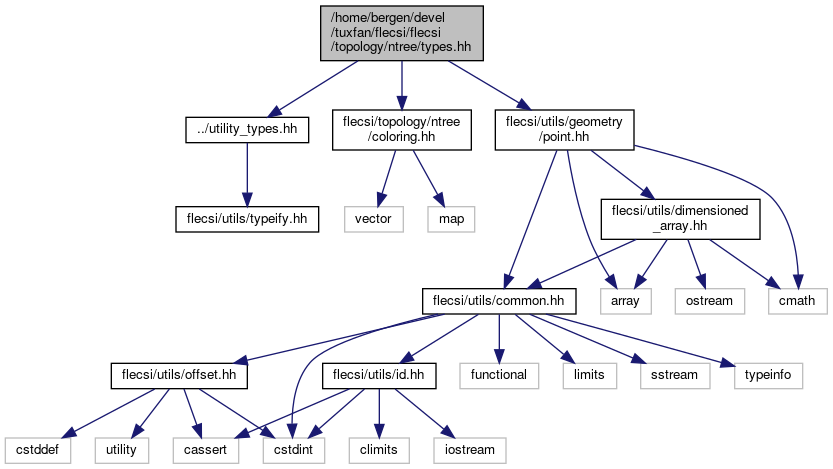 /home/bergen/devel
/tuxfan/flecsi/flecsi
/topology/ntree/types.hh
../utility_types.hh
flecsi/topology/ntree
/coloring.hh
flecsi/utils/geometry
/point.hh
flecsi/utils/typeify.hh
vector
map
flecsi/utils/dimensioned
_array.hh
flecsi/utils/common.hh
array
ostream
cmath
flecsi/utils/offset.hh
flecsi/utils/id.hh
functional
limits
sstream
typeinfo
cstddef
utility
cassert
cstdint
climits
iostream